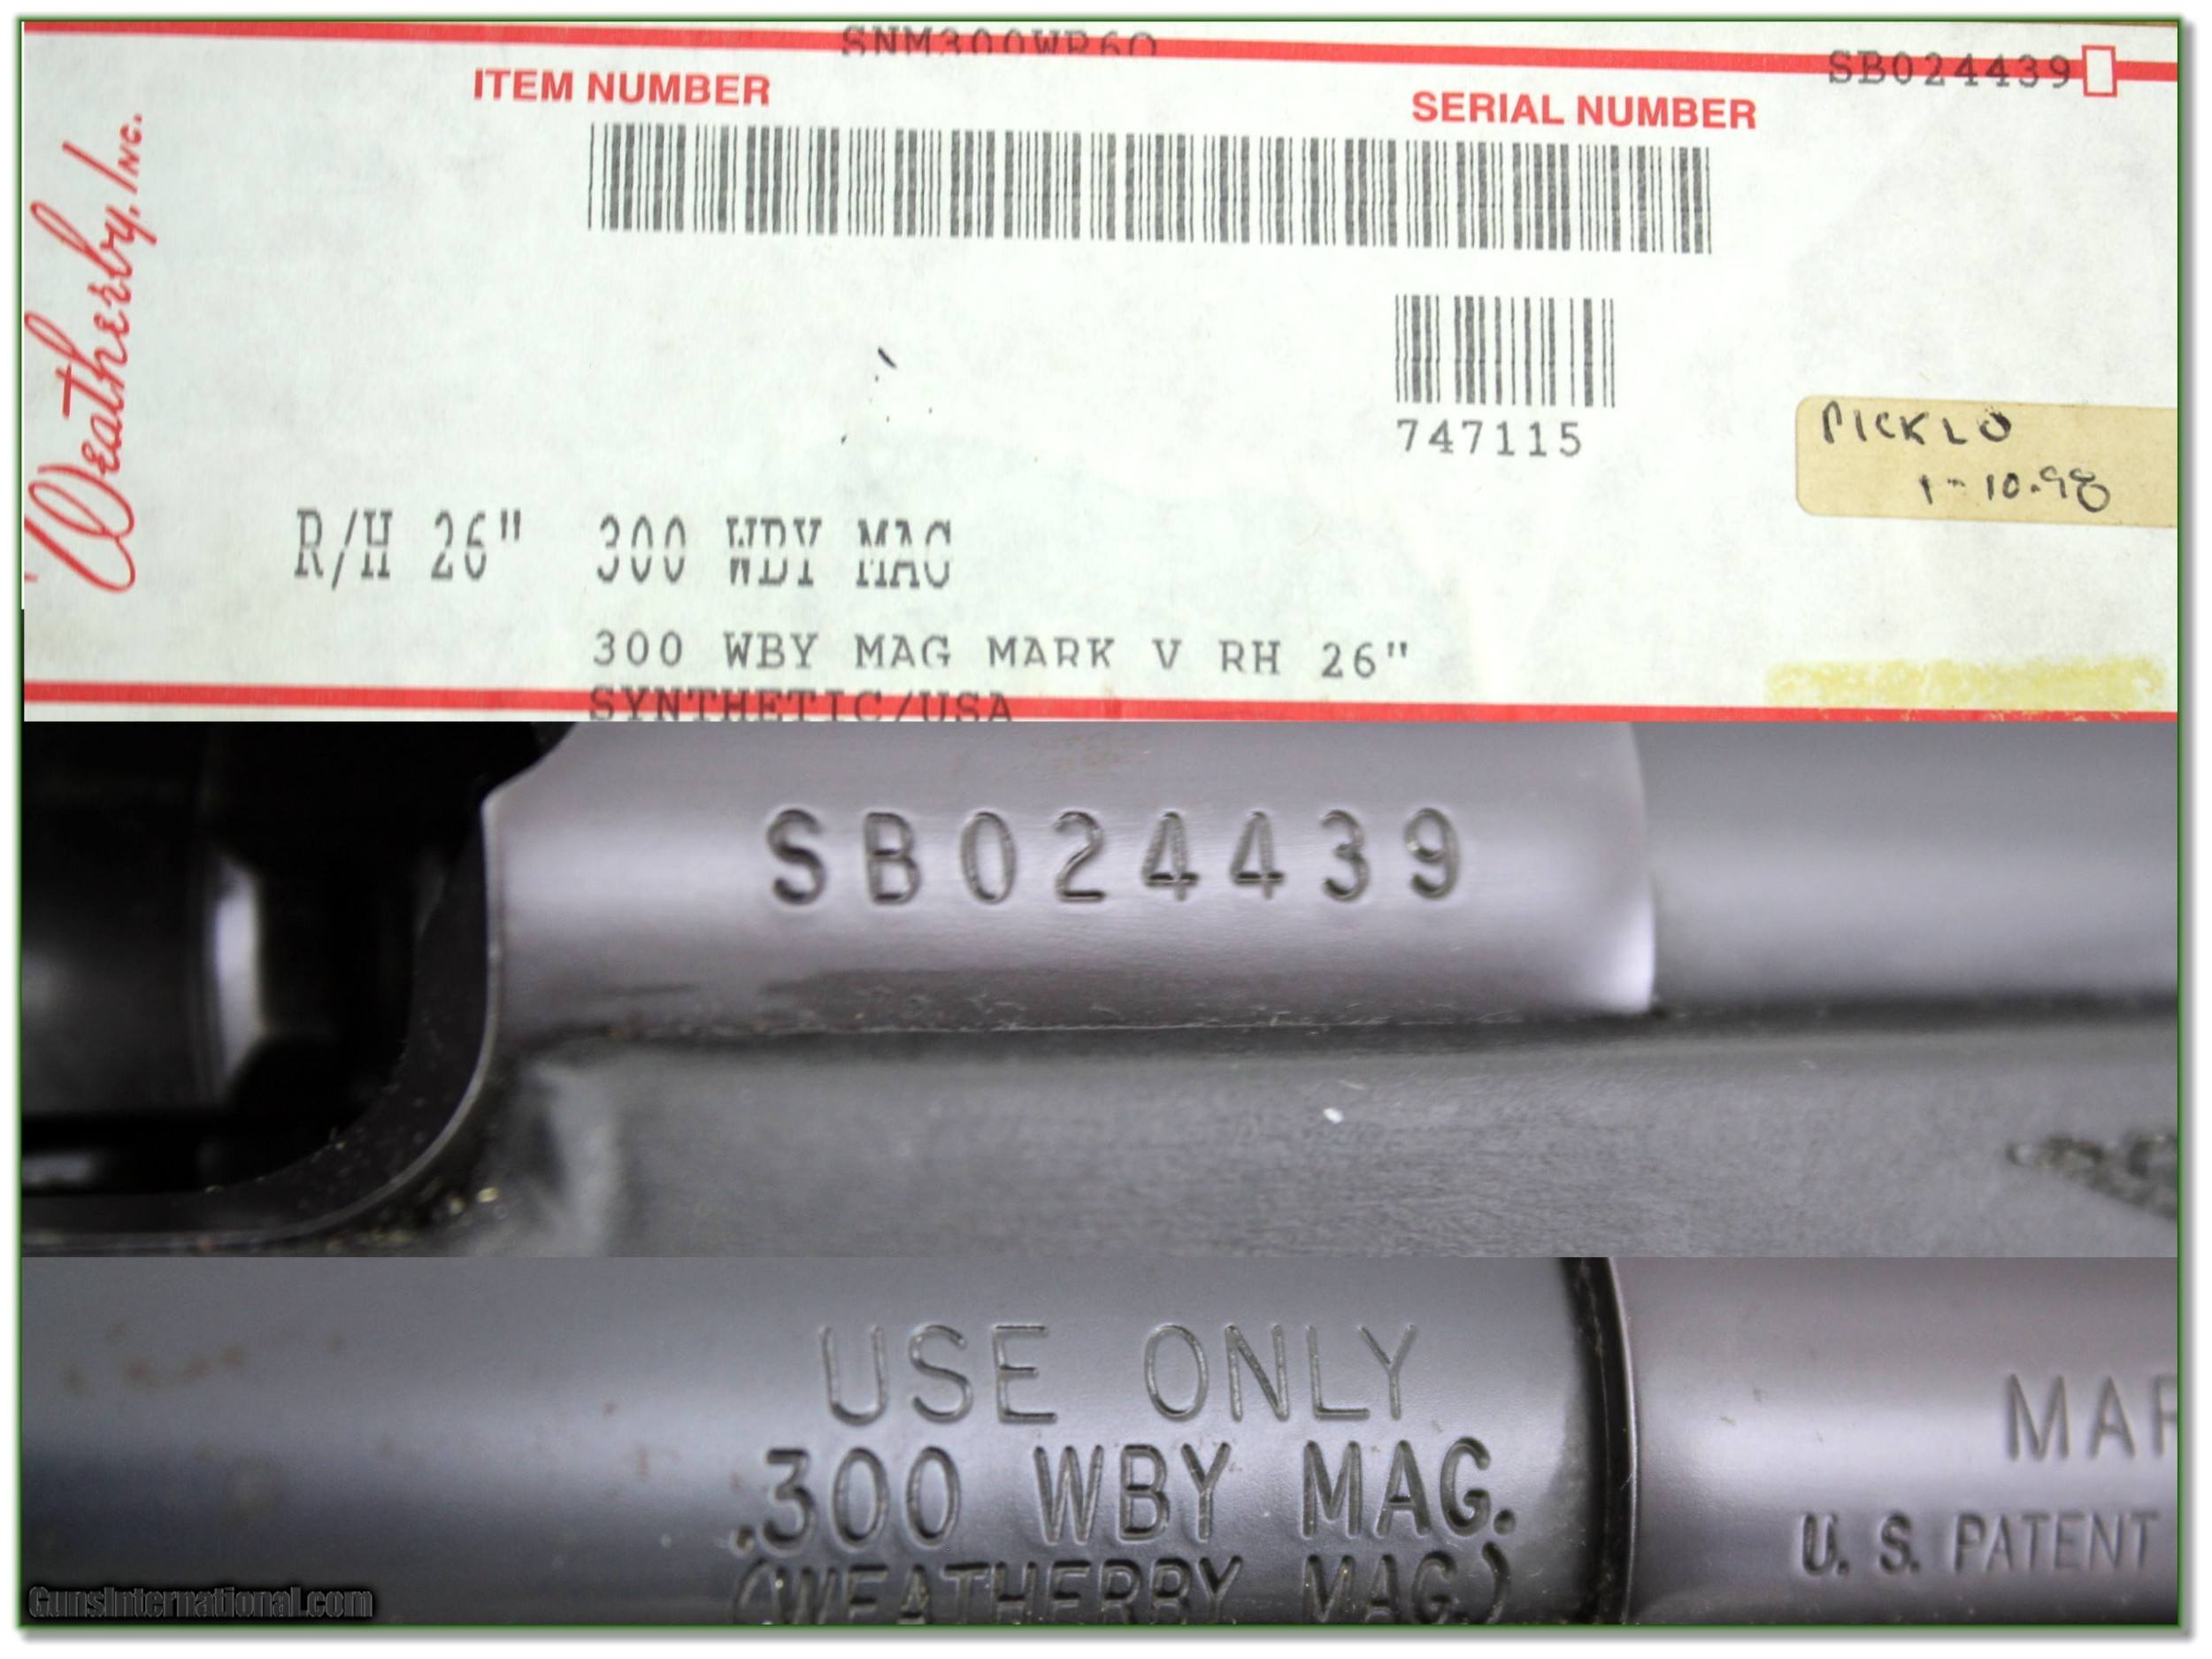 SNM300WR6O
ITEM NUMBER
SB024439
SERIAL NUMBER
Weatherby, Inc.
747115
PICKLO
1-10-98
R/H 26" 300 WBY MAG
300 WBY MAG MARK V RH 26"
SYNTHETIC/USA
SB024439
USE ONLY
.300 WBY MAG.
(WEATHERBY MAG.)
MAR
U. S. PATENT
GunsInternational.com